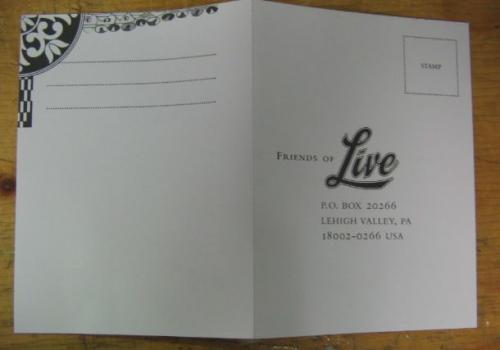 STAMP
FRIENDS OF Live
P.O. BOX 20266
LEHIGH VALLEY, PA
18002-0266 USA